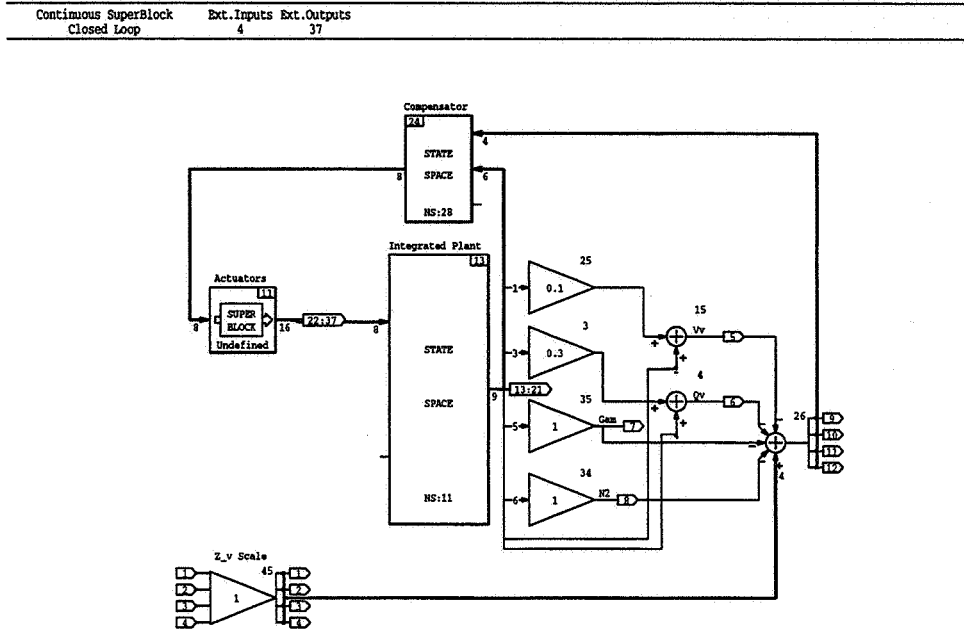 Continuous SuperBlock Ext.Inputs Ext.Outputs
Closed Loop 4 37
Compensator
24
STATE
SPACE
NS:28
4
6
8
Integrated Plant
13
STATE
SPACE
NS:11
8
9
13:21
Actuators
11
SUPER
BLOCK
Undefined
8
16
22:37
25
1
0.1
3
3
0.3
35
5
1
Gam
7
34
6
1
N2
8
15
Vv
5
+
+
4
Qv
6
+
+
26
-
-
-
-
+
4
9
10
11
12
Z_v Scale
45
1
2
3
4
1
1
2
3
4